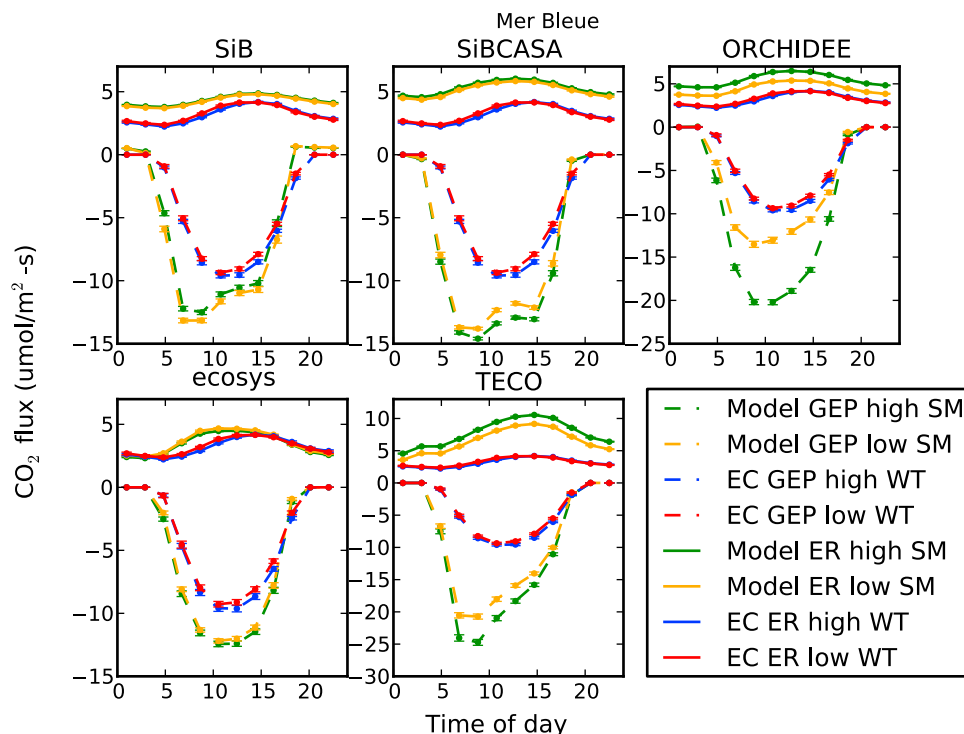 Mer Bleue
SiB
SiBCASA
ORCHIDEE
5
0
−5
−10
−15
0 5 10 15 20
5
0
−5
−10
−15
0 5 10 15 20
5
0
−5
−10
−15
−20
−25
0 5 10 15 20
CO2 flux (umol/m2 -s)
ecosys
TECO
5
0
−5
−10
−15
0 5 10 15 20
10
5
0
−5
−10
−15
−20
−25
−30
0 5 10 15 20
Time of day
Model GEP high SM
Model GEP low SM
EC GEP high WT
EC GEP low WT
Model ER high SM
Model ER low SM
EC ER high WT
EC ER low WT